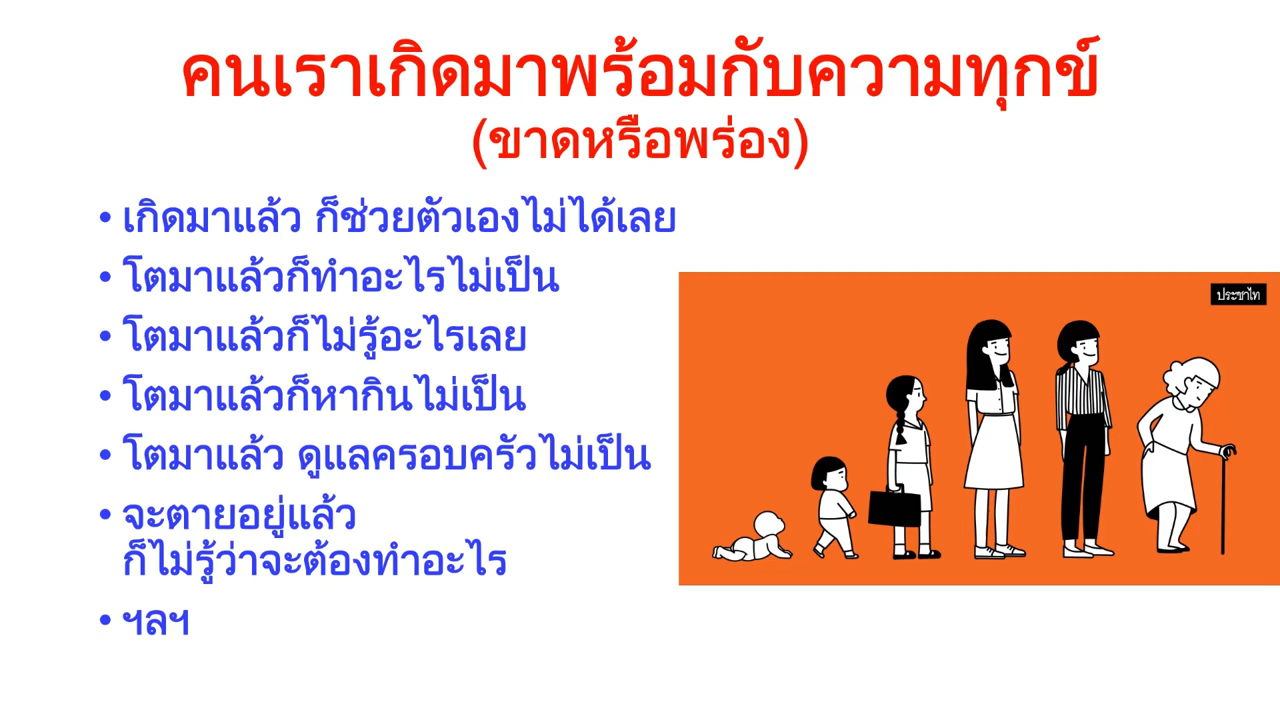 คนเราเกิดมาพร้อมกับความทุกข์
(ขาดหรือพร่อง)
• เกิดมาแล้ว ก็ช่วยตัวเองไม่ได้เลย
• โตมาแล้วก็ทำอะไรไม่เป็น
• โตมาแล้วก็ไม่รู้อะไรเลย
• โตมาแล้วก็หากินไม่เป็น
• โตมาแล้ว ดูแลครอบครัวไม่เป็น
• จะตายอยู่แล้ว
ก็ไม่รู้ว่าจะต้องทำอะไร
• ฯลฯ
ประชาไท